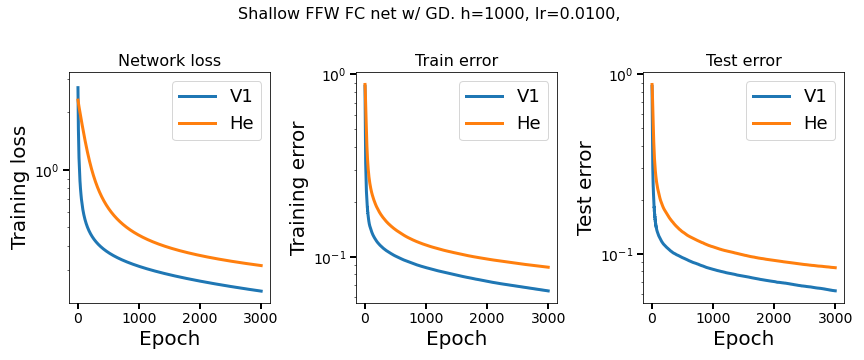 Shallow FFW FC net w/ GD. h=1000, lr=0.0100,
Network loss
Training loss
10⁰
V1
He
0 1000 2000 3000
Epoch
Train error
Training error
10⁰
10⁻¹
V1
He
0 1000 2000 3000
Epoch
Test error
Test error
10⁰
10⁻¹
V1
He
0 1000 2000 3000
Epoch